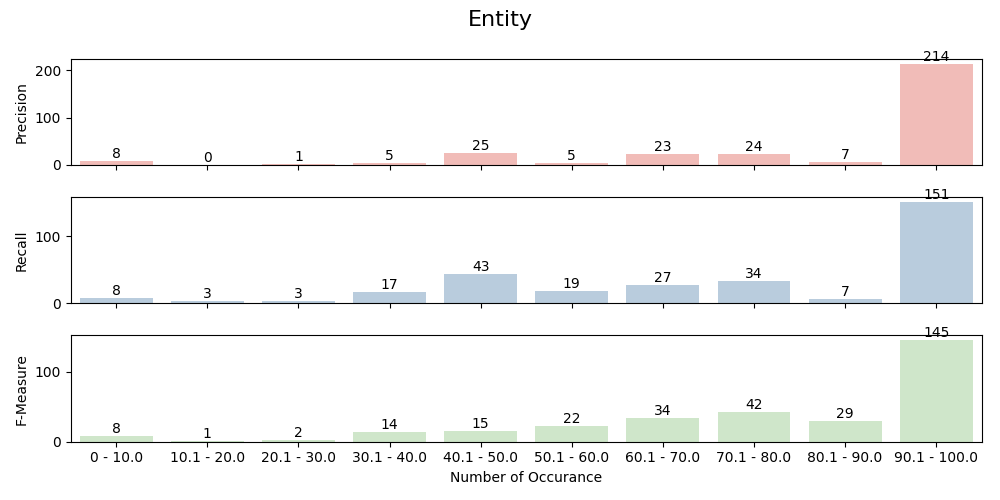 Entity
Precision
200
100
0
8 0 1 5 25 5 23 24 7 214
Recall
100
0
8 3 3 17 43 19 27 34 7 151
F-Measure
100
0
8 1 2 14 15 22 34 42 29 145
0 - 10.0 10.1 - 20.0 20.1 - 30.0 30.1 - 40.0 40.1 - 50.0 50.1 - 60.0 60.1 - 70.0 70.1 - 80.0 80.1 - 90.0 90.1 - 100.0
Number of Occurance